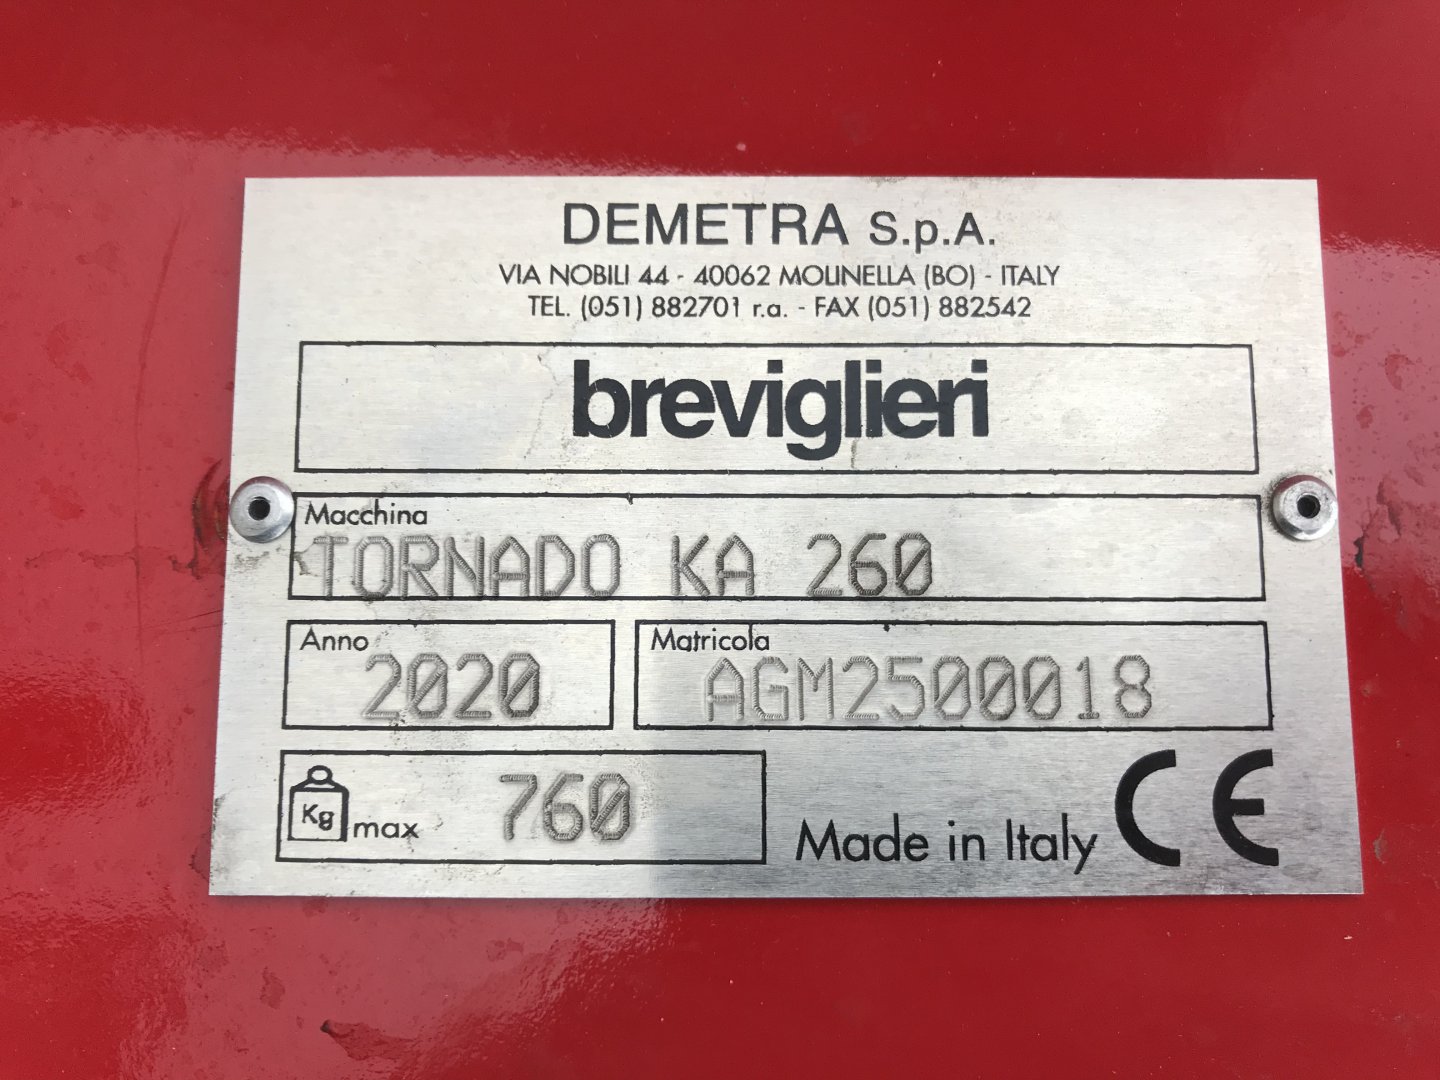 DEMETRA S.p.A.
VIA NOBILI 44 - 40062 MOLINELLA (BO) - ITALY
TEL. (051) 882701 r.a. - FAX (051) 882542
breviglieri
Macchina
TORNADO KA 260
Anno
2020
Matricola
AGM2500018
Kg max 760
Made in Italy CE